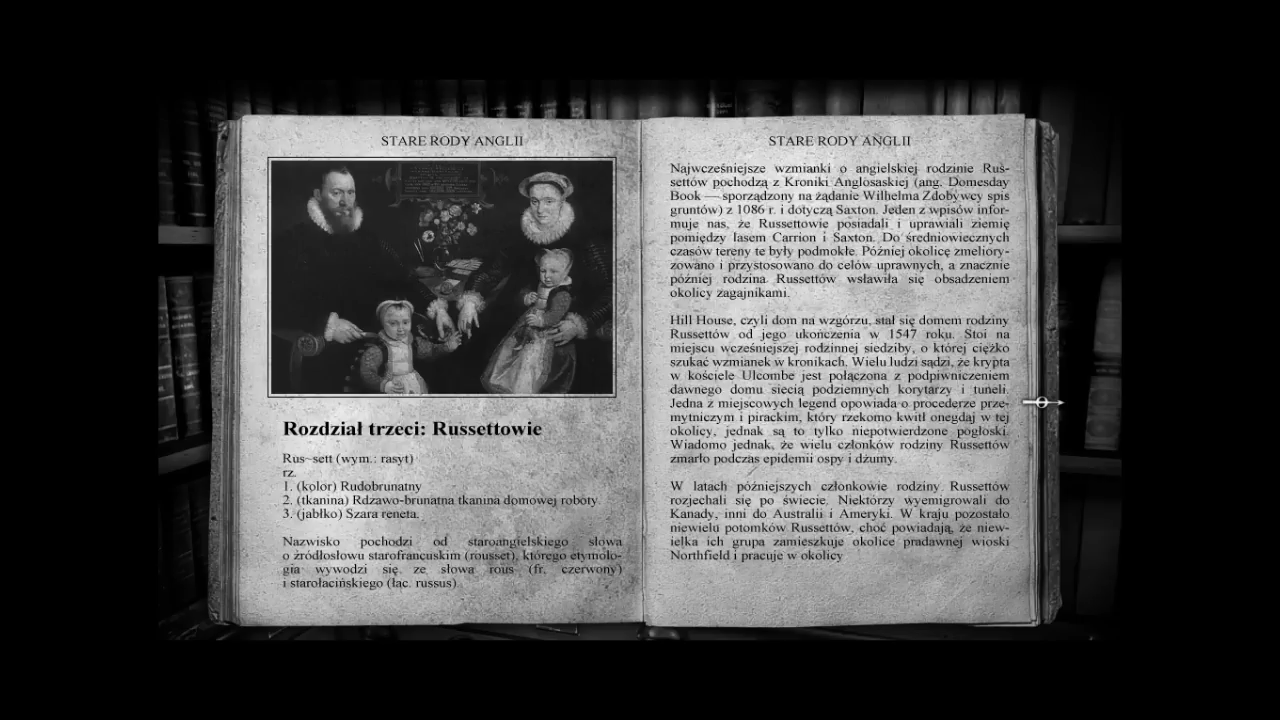 STARE RODY ANGLII
Rozdział trzeci: Russettowie
Rus~sett (wym.: rasyt)
rz.
1. (kolor) Rudobrunatny
2. (tkanina) Rdzawo-brunatna tkanina domowej roboty.
3. (jabłko) Szara reneta.
Nazwisko pochodzi od staroangielskiego słowa
o źródłosłowu starofrancuskim (rousset), którego etymolo-
gia wywodzi się ze słowa rous (fr. czerwony)
i starołacińskiego (łac. russus)
STARE RODY ANGLII
Najwcześniejsze wzmianki o angielskiej rodzinie Rus-
settów pochodzą z Kroniki Anglosaskiej (ang. Domesday
Book — sporządzony na żądanie Wilhelma Zdobywcy spis
gruntów) z 1086 r. i dotyczą Saxton. Jeden z wpisów infor-
muje nas, że Russettowie posiadali i uprawiali ziemię
pomiędzy lasem Carrion i Saxton. Do średniowiecznych
czasów tereny te były podmokłe. Później okolicę zmeliory-
zowano i przystosowano do celów uprawnych, a znacznie
później rodzina Russettów wsławiła się obsadzeniem
okolicy zagajnikami.
Hill House, czyli dom na wzgórzu, stał się domem rodziny
Russettów od jego ukończenia w 1547 roku. Stoi na
miejscu wcześniejszej rodzinnej siedziby, o której ciężko
szukać wzmianek w kronikach. Wielu ludzi sądzi, że krypta
w kościele Ulcombe jest połączona z podpiwniczeniem
dawnego domu siecią podziemnych korytarzy i tuneli.
Jedna z miejscowych legend opowiada o procederze prze-
mytniczym i pirackim, który rzekomo kwitł onegdaj w tej
okolicy, jednak są to tylko niepotwierdzone pogłoski.
Wiadomo jednak, że wielu członków rodziny Russettów
zmarło podczas epidemii ospy i dżumy.
W latach późniejszych członkowie rodziny Russettów
rozjechali się po świecie. Niektórzy wyemigrowali do
Kanady, inni do Australii i Ameryki. W kraju pozostało
niewielu potomków Russettów, choć powiadają, że niew-
ielka ich grupa zamieszkuje okolice pradawnej wioski
Northfield i pracuje w okolicy